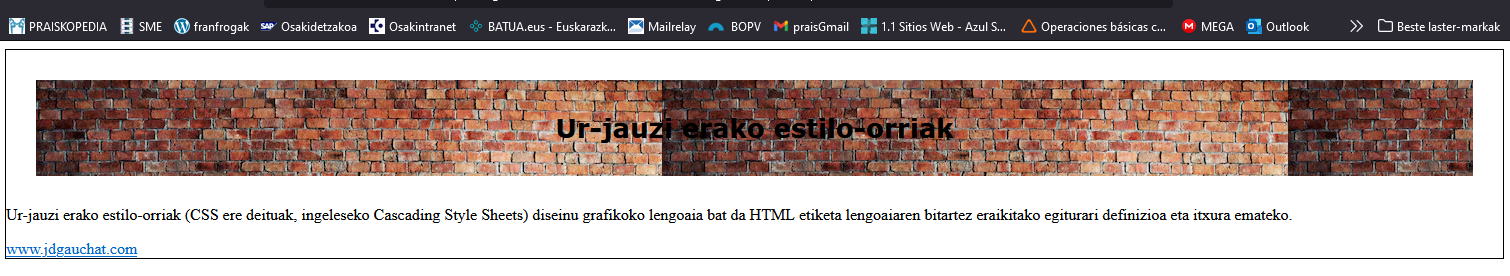 PRAISKOPEDIA SME franfrogak Osakidetzakoa Osakintranet BATUA.eus - Euskarazk... Mailrelay BOPV praisGmail 1.1 Sitios Web - Azul S... Operaciones básicas c... MEGA Outlook Beste laster-markak
Ur-jauzi erako estilo-orriak
Ur-jauzi erako estilo-orriak (CSS ere deituak, ingeleseko Cascading Style Sheets) diseinu grafikoko lengoaia bat da HTML etiketa lengoaiaren bitartez eraikitako egiturari definizioa eta itxura emateko.
www.jdgauchat.com